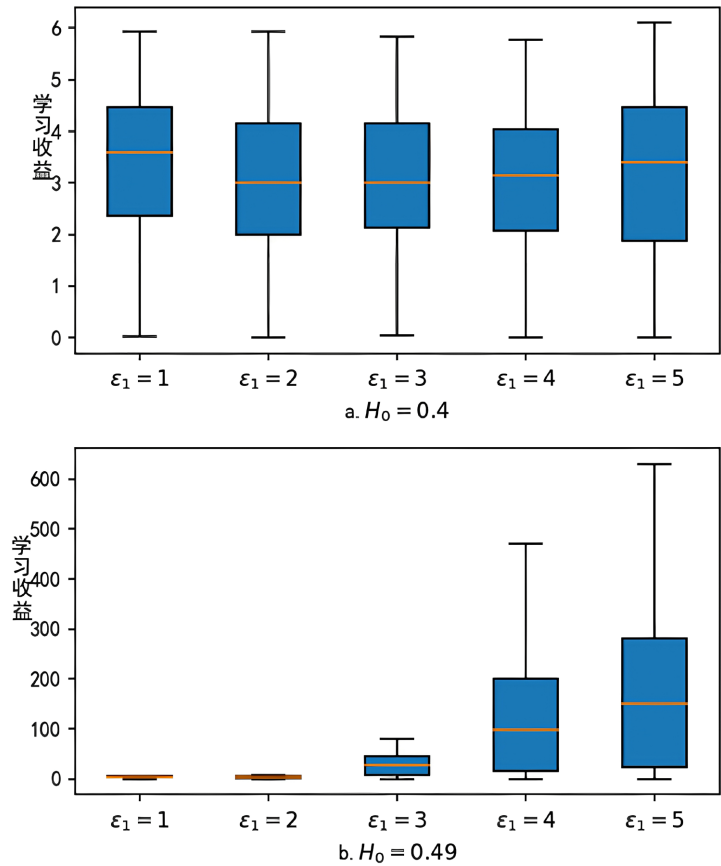 6
5
4
3
2
1
0
学习收益
ε₁ = 1 ε₁ = 2 ε₁ = 3 ε₁ = 4 ε₁ = 5
a. H₀ = 0.4
600
500
400
300
200
100
0
学习收益
ε₁ = 1 ε₁ = 2 ε₁ = 3 ε₁ = 4 ε₁ = 5
b. H₀ = 0.49